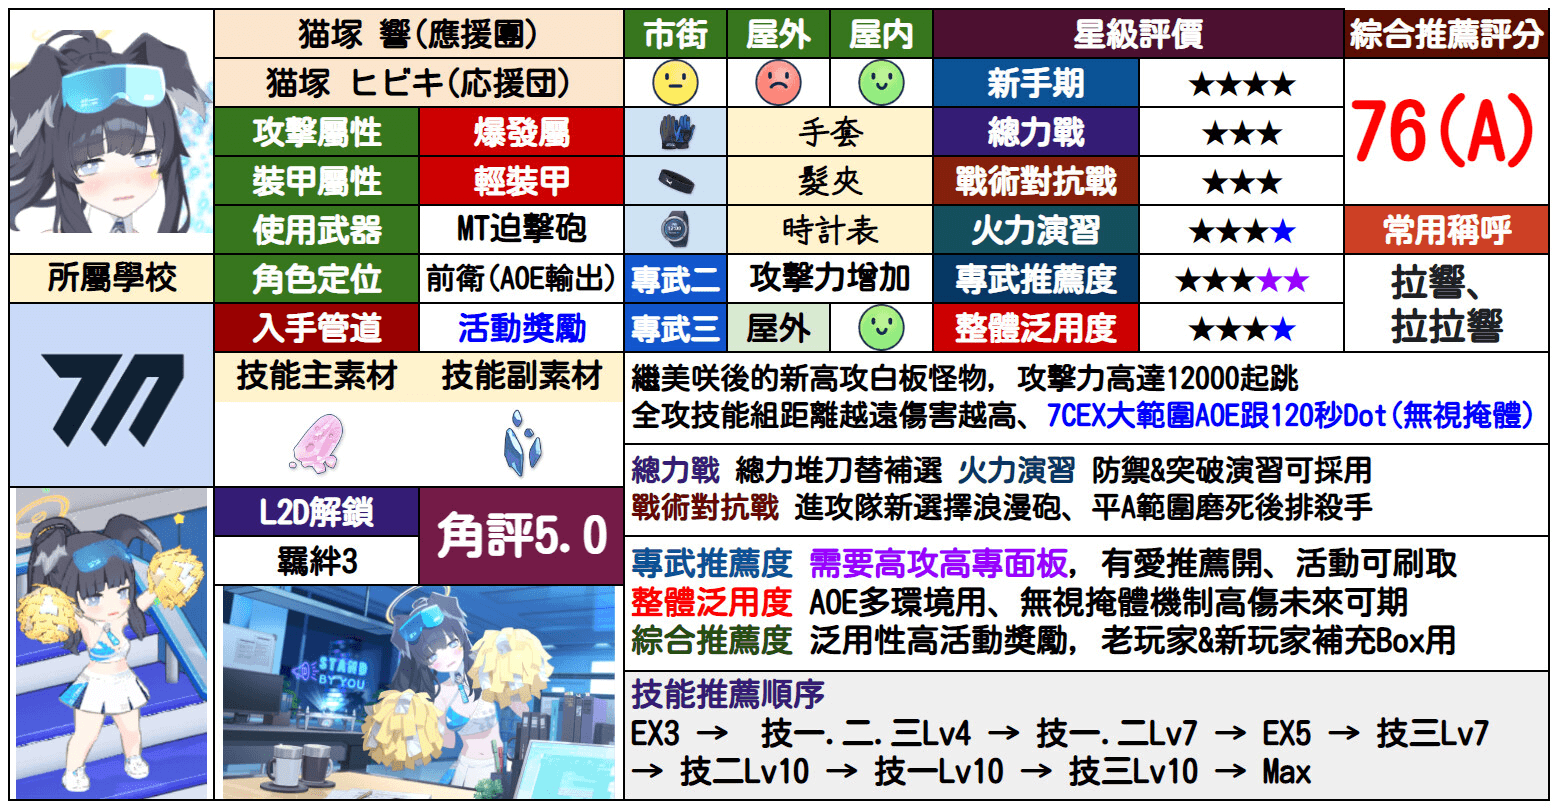 猫塚 響(應援團)
猫塚 ヒビキ(応援団)
市街 屋外 屋内
星級評價
綜合推薦評分
新手期 ★★★★
76(A)
攻擊屬性 爆發屬
手套
總力戰 ★★★
裝甲屬性 輕裝甲
髮夾
戰術對抗戰 ★★★
使用武器 MT迫擊砲
時計表
火力演習 ★★★★
常用稱呼
所屬學校
角色定位 前衛(AOE輸出)
專武二 攻擊力增加
專武推薦度 ★★★★★
拉響、
拉拉響
入手管道 活動獎勵
專武三 屋外
整體泛用度 ★★★★
技能主素材 技能副素材
繼美咲後的新高攻白板怪物, 攻擊力高達12000起跳
全攻技能組距離越遠傷害越高、7CEX大範圍AOE跟120秒Dot(無視掩體)
總力戰 總力堆刀替補選 火力演習 防禦&突破演習可採用
戰術對抗戰 進攻隊新選擇浪漫砲、平A範圍磨死後排殺手
L2D解鎖
羈絆3
角評5.0
專武推薦度 需要高攻高專面板, 有愛推薦開、活動可刷取
整體泛用度 AOE多環境用、無視掩體機制高傷未來可期
綜合推薦度 泛用性高活動獎勵, 老玩家&新玩家補充Box用
STAND
BY YOU
技能推薦順序
EX3 → 技一.二.三Lv4 → 技一.二Lv7 → EX5 → 技三Lv7
→ 技二Lv10 → 技一Lv10 → 技三Lv10 → Max